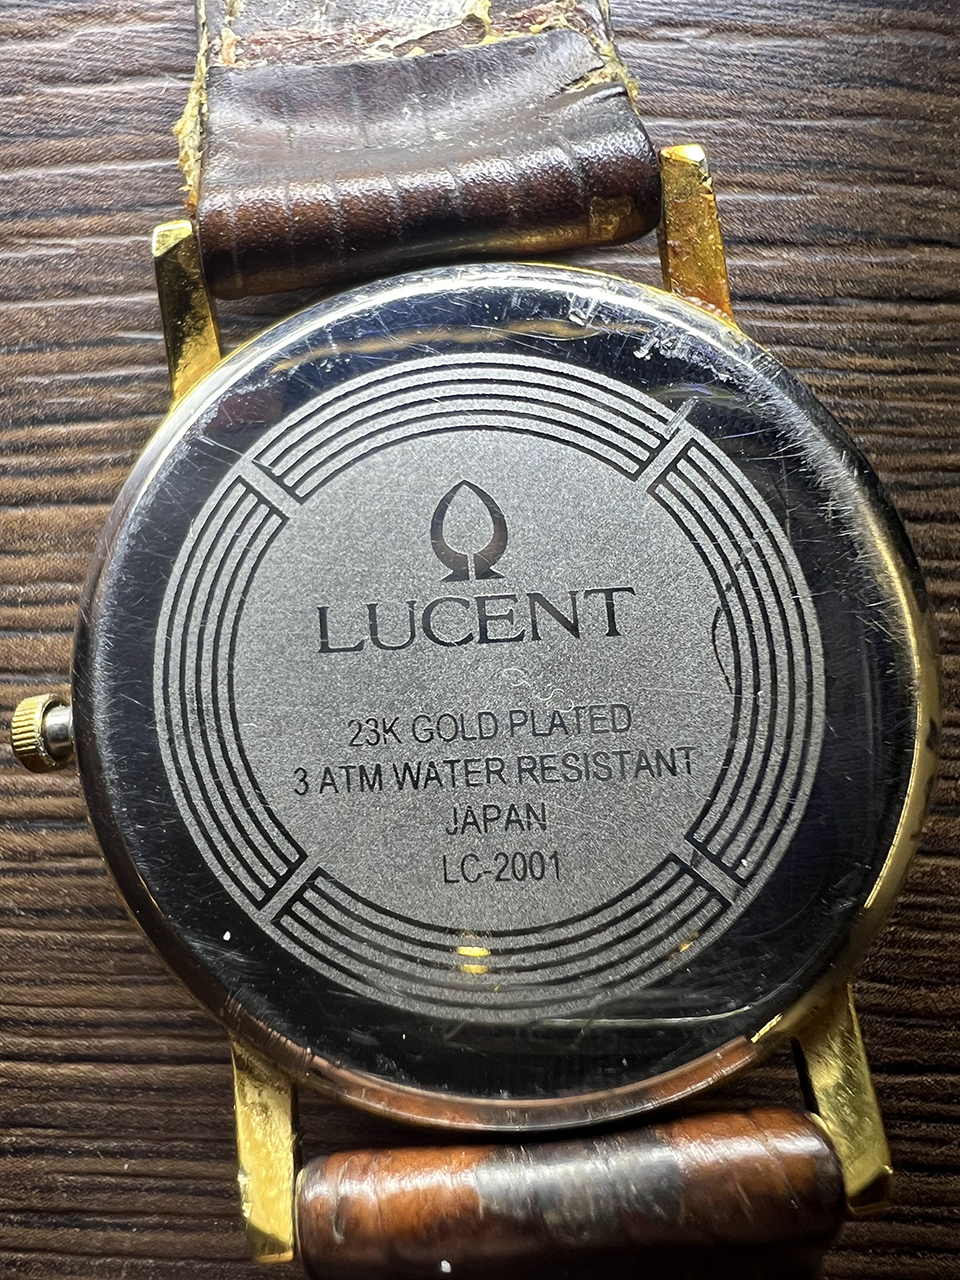 LUCENT
23K GOLD PLATED
3 ATM WATER RESISTANT
JAPAN
LC-2001